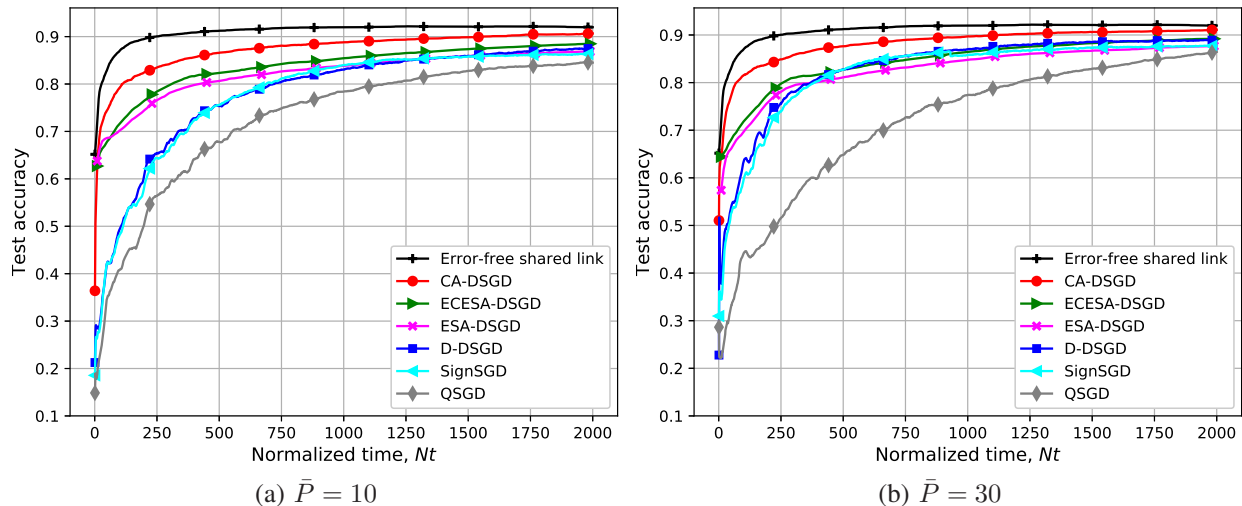 Test accuracy
0.9
0.8
0.7
0.6
0.5
0.4
0.3
0.2
0.1
Error-free shared link
CA-DSGD
ECESA-DSGD
ESA-DSGD
D-DSGD
SignSGD
QSGD
0 250 500 750 1000 1250 1500 1750 2000
Normalized time, Nt
(a) P̄ = 10
Test accuracy
0.9
0.8
0.7
0.6
0.5
0.4
0.3
0.2
0.1
Error-free shared link
CA-DSGD
ECESA-DSGD
ESA-DSGD
D-DSGD
SignSGD
QSGD
0 250 500 750 1000 1250 1500 1750 2000
Normalized time, Nt
(b) P̄ = 30